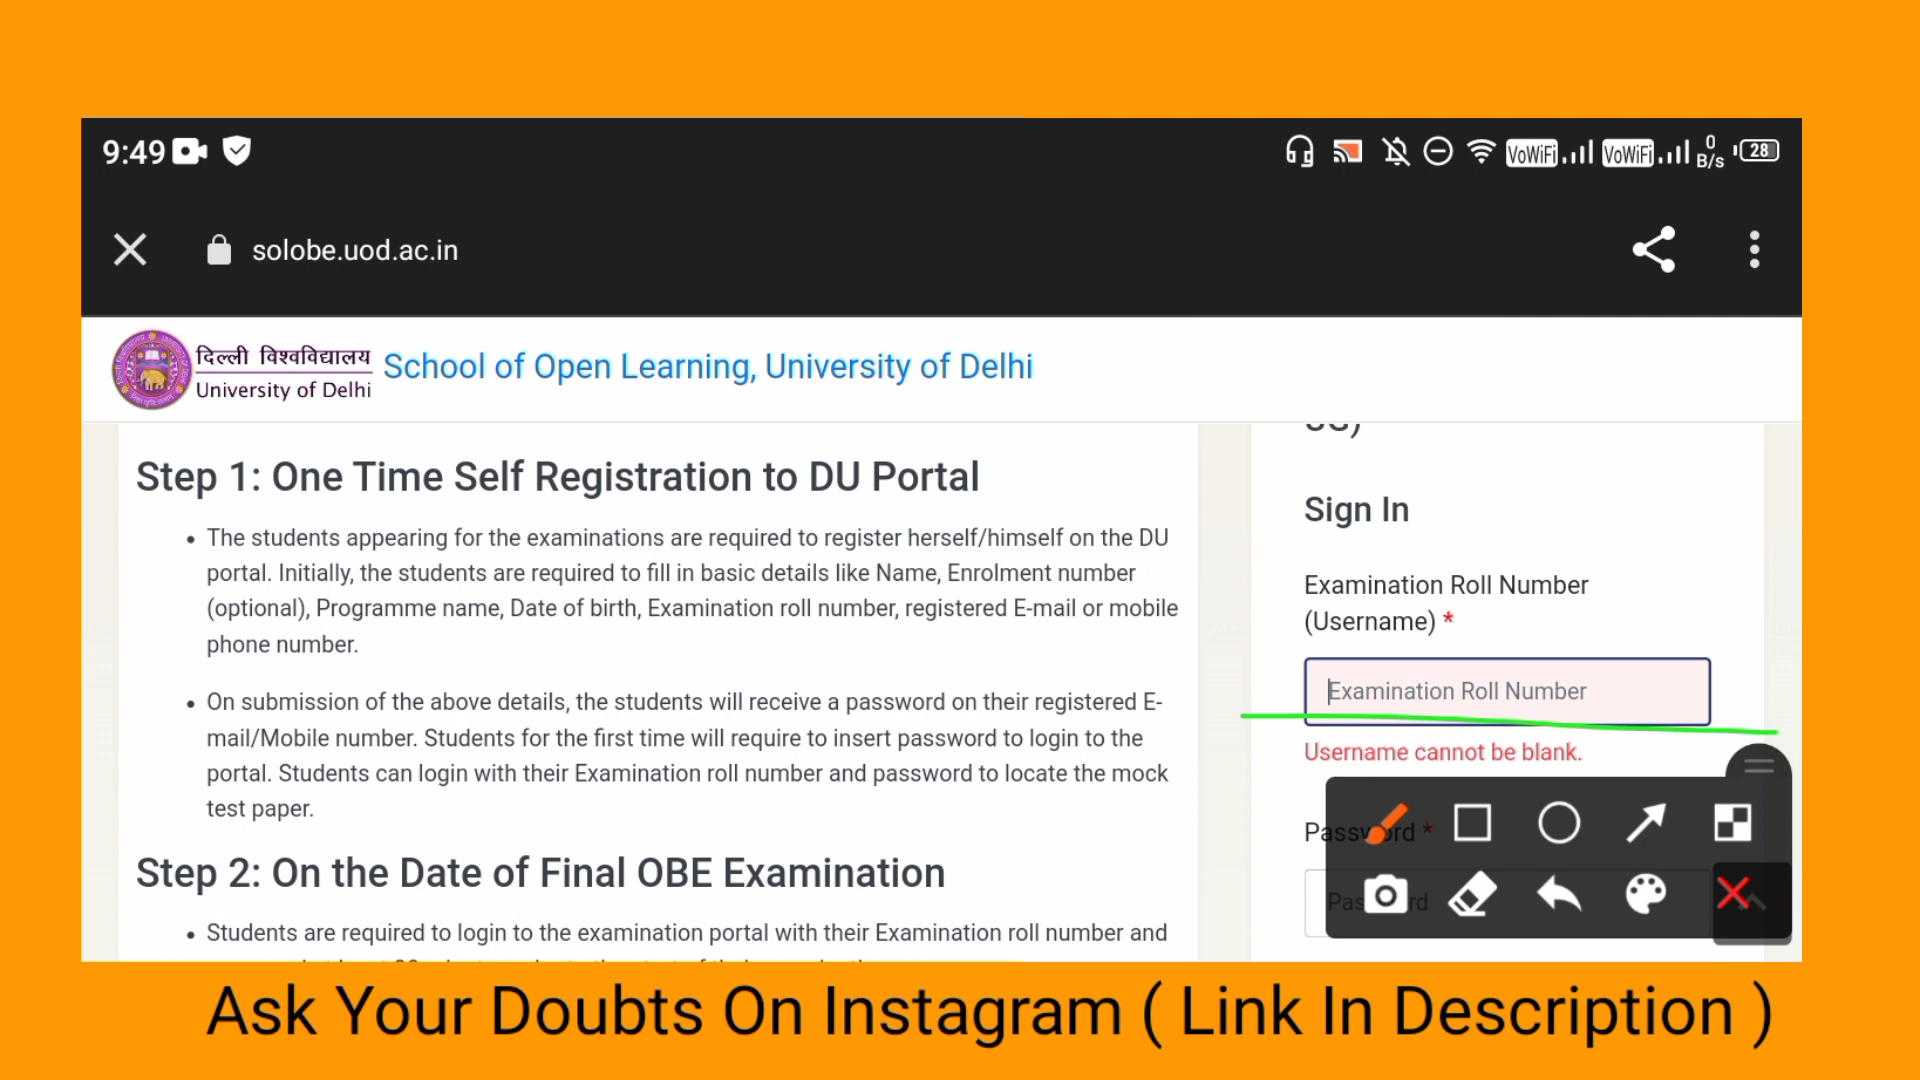 9:49
VoWiFi VoWiFi 0 B/s 28
solobe.uod.ac.in
दिल्ली विश्वविद्यालय
University of Delhi
School of Open Learning, University of Delhi
Step 1: One Time Self Registration to DU Portal
• The students appearing for the examinations are required to register herself/himself on the DU
portal. Initially, the students are required to fill in basic details like Name, Enrolment number
(optional), Programme name, Date of birth, Examination roll number, registered E-mail or mobile
phone number.
• On submission of the above details, the students will receive a password on their registered E-
mail/Mobile number. Students for the first time will require to insert password to login to the
portal. Students can login with their Examination roll number and password to locate the mock
test paper.
Step 2: On the Date of Final OBE Examination
• Students are required to login to the examination portal with their Examination roll number and
Sign In
Examination Roll Number
(Username) *
Examination Roll Number
Username cannot be blank.
Password *
Password
Ask Your Doubts On Instagram ( Link In Description )